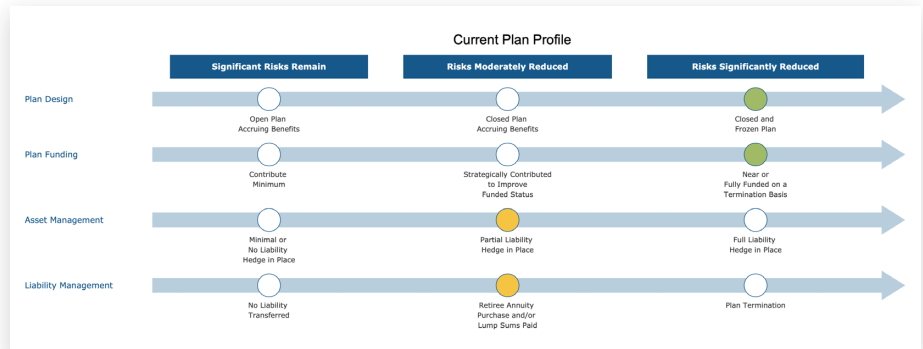 Current Plan Profile
Significant Risks Remain
Risks Moderately Reduced
Risks Significantly Reduced
Plan Design
Open Plan
Accruing Benefits
Closed Plan
Accruing Benefits
Closed and
Frozen Plan
Plan Funding
Contribute
Minimum
Strategically Contributed
to Improve
Funded Status
Near or
Fully Funded on a
Termination Basis
Asset Management
Minimal or
No Liability
Hedge in Place
Partial Liability
Hedge in Place
Full Liability
Hedge in Place
Liability Management
No Liability
Transferred
Retiree Annuity
Purchase and/or
Lump Sums Paid
Plan Termination